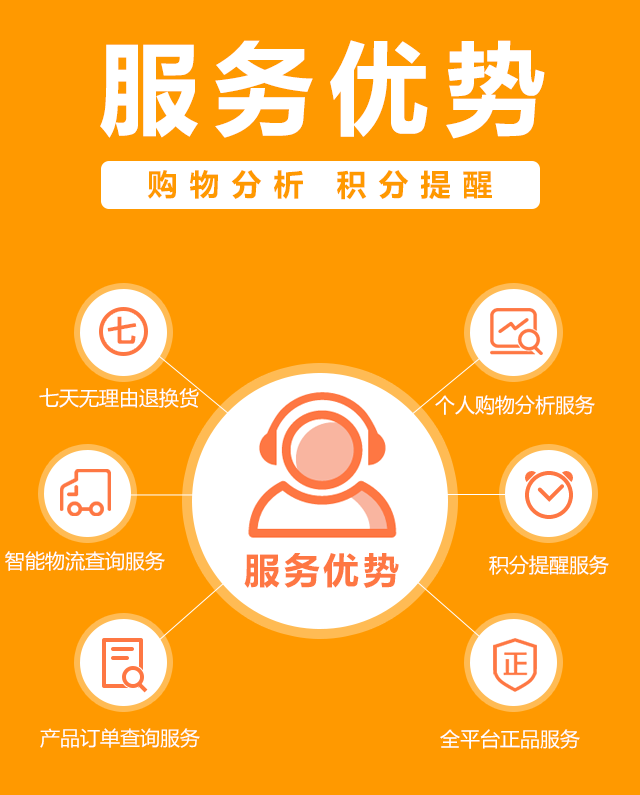 服务优势
购物分析 积分提醒
七
七天无理由退换货
个人购物分析服务
智能物流查询服务
服务优势
积分提醒服务
产品订单查询服务
正
全平台正品服务